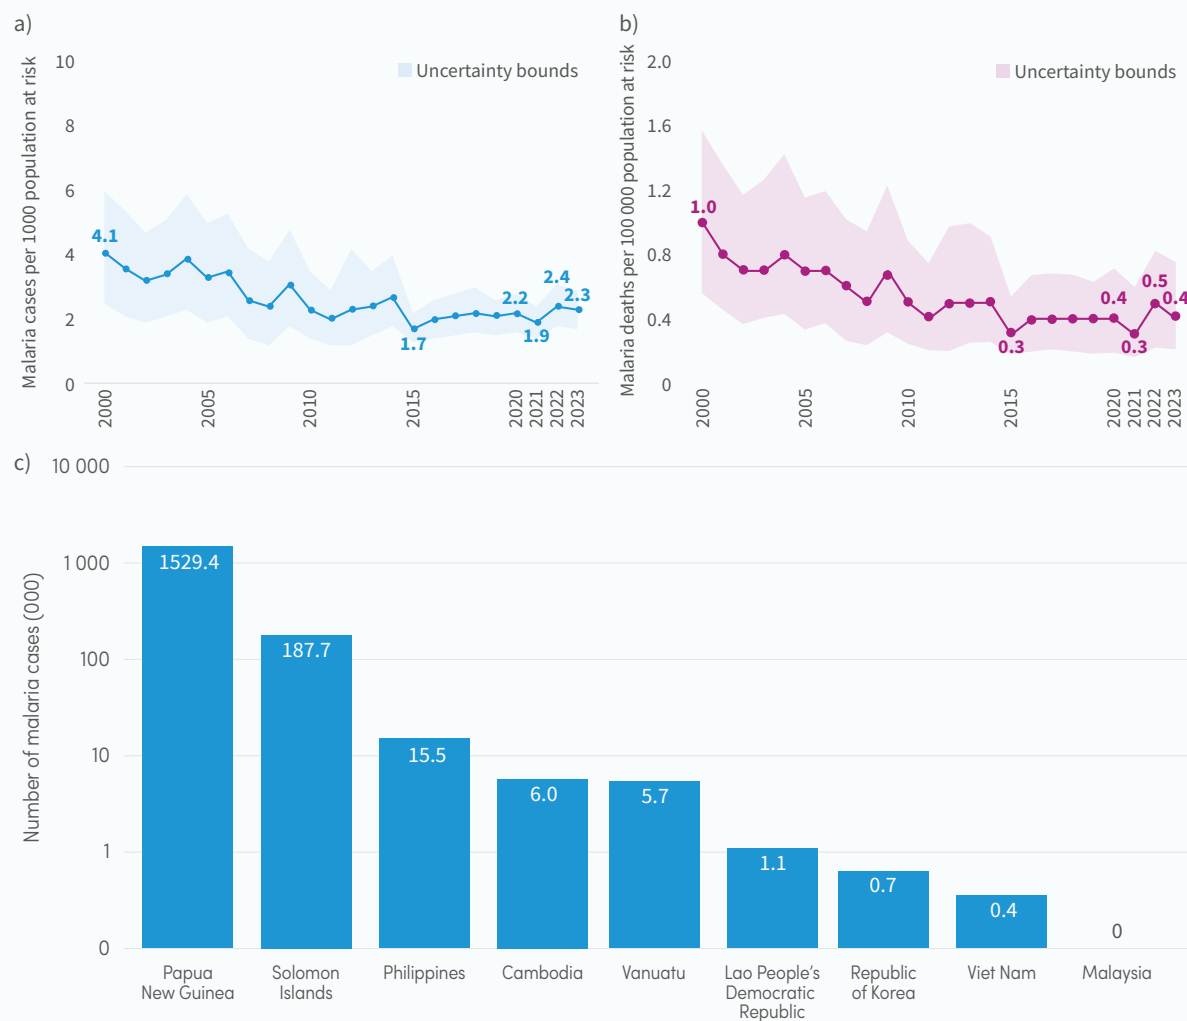 a)
Malaria cases per 1000 population at risk
10
8
6
4
2
0
Uncertainty bounds
4.1
1.7
2.2
1.9
2.4
2.3
2000
2005
2010
2015
2020
2021
2022
2023
b)
Malaria deaths per 100 000 population at risk
2.0
1.6
1.2
0.8
0.4
0
Uncertainty bounds
1.0
0.3
0.4
0.3
0.5
0.4
2000
2005
2010
2015
2020
2021
2022
2023
c)
Number of malaria cases (000)
10 000
1 000
100
10
1
0
1529.4
187.7
15.5
6.0
5.7
1.1
0.7
0.4
0
Papua
New Guinea
Solomon
Islands
Philippines
Cambodia
Vanuatu
Lao People's
Democratic
Republic
Republic
of Korea
Viet Nam
Malaysia